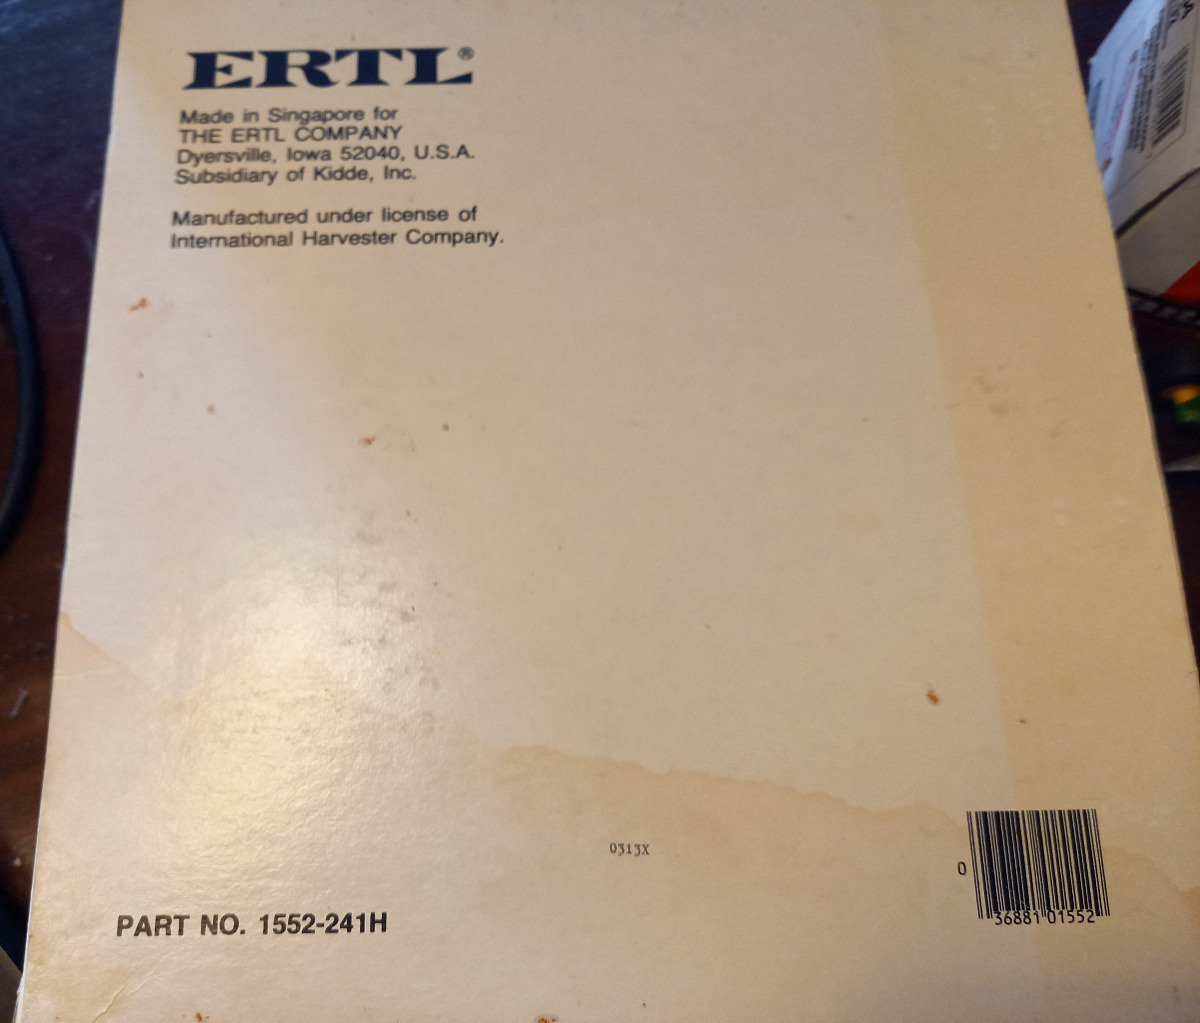 ERTL®
Made in Singapore for
THE ERTL COMPANY
Dyersville, Iowa 52040, U.S.A.
Subsidiary of Kidde, Inc.
Manufactured under license of
International Harvester Company.
0313X
PART NO. 1552-241H
0 36881 01552